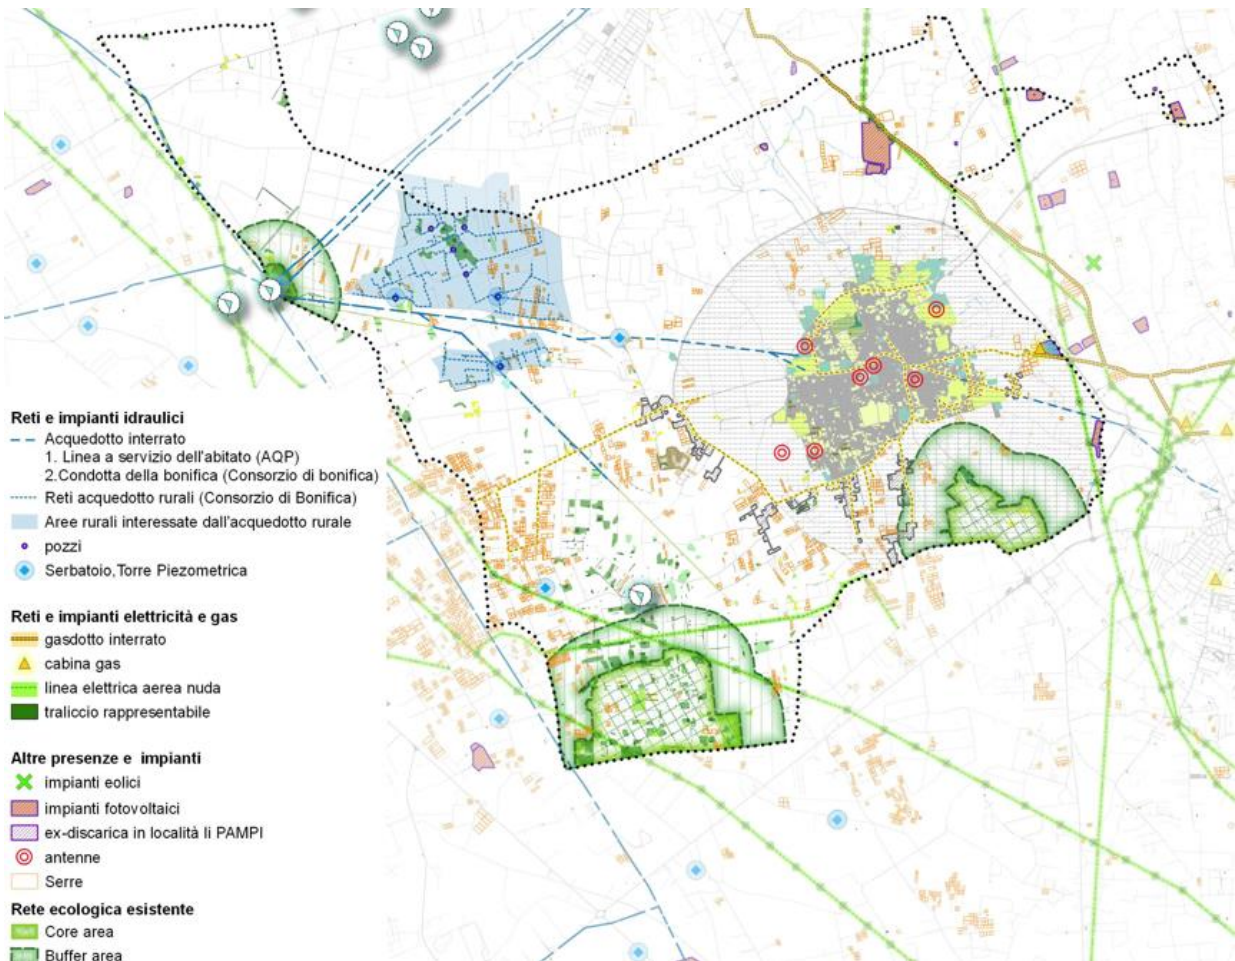 Reti e impianti idraulici
Acquedotto interrato
1. Linea a servizio dell'abitato (AQP)
2.Condotta della bonifica (Consorzio di bonifica)
Reti acquedotto rurali (Consorzio di Bonifica)
Aree rurali interessate dall'acquedotto rurale
pozzi
Serbatoio,Torre Piezometrica
Reti e impianti elettricità e gas
gasdotto interrato
cabina gas
linea elettrica aerea nuda
traliccio rappresentabile
Altre presenze e impianti
impianti eolici
impianti fotovoltaici
ex-discarica in località li PAMPI
antenne
Serre
Rete ecologica esistente
Core area
Buffer area